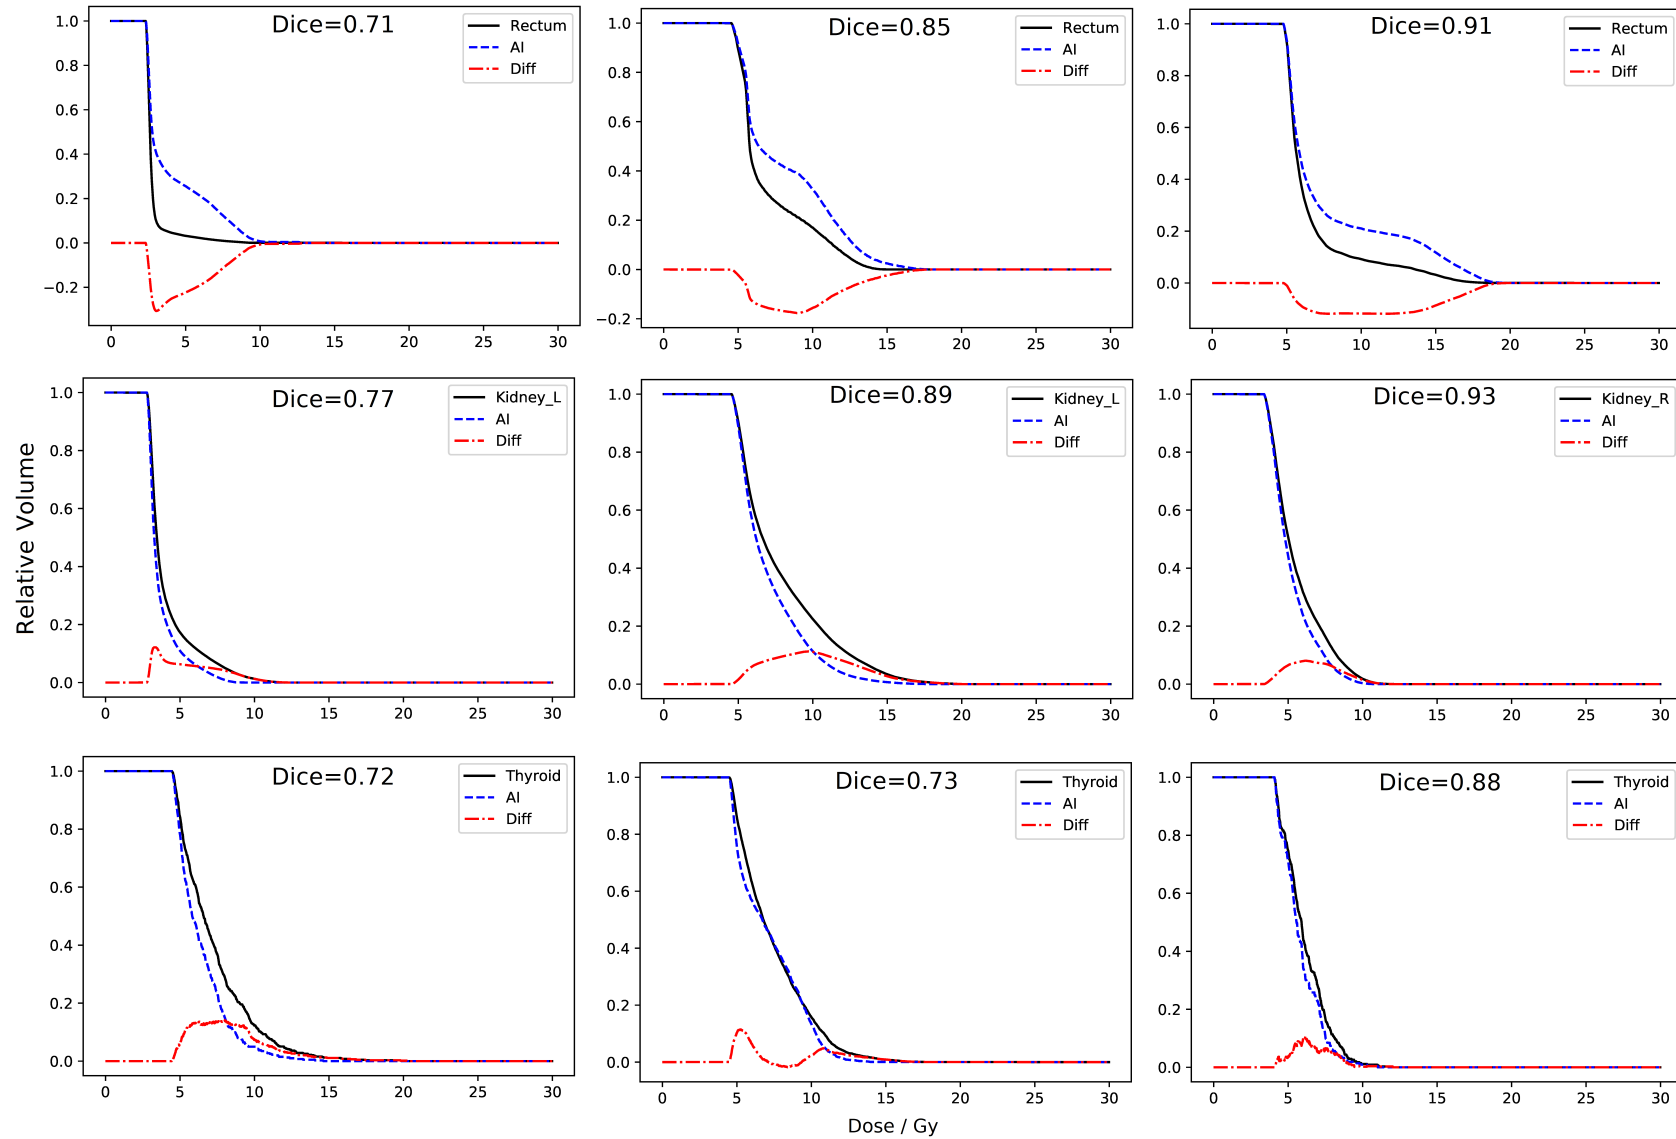 Dice=0.71
Rectum
AI
Diff
1.0
0.8
0.6
0.4
0.2
0.0
−0.2
0 5 10 15 20 25 30
Dice=0.85
Rectum
AI
Diff
1.0
0.8
0.6
0.4
0.2
0.0
−0.2
0 5 10 15 20 25 30
Dice=0.91
Rectum
AI
Diff
1.0
0.8
0.6
0.4
0.2
0.0
0 5 10 15 20 25 30
Relative Volume
Dice=0.77
Kidney_L
AI
Diff
1.0
0.8
0.6
0.4
0.2
0.0
0 5 10 15 20 25 30
Dice=0.89
Kidney_L
AI
Diff
1.0
0.8
0.6
0.4
0.2
0.0
0 5 10 15 20 25 30
Dice=0.93
Kidney_R
AI
Diff
1.0
0.8
0.6
0.4
0.2
0.0
0 5 10 15 20 25 30
Dice=0.72
Thyroid
AI
Diff
1.0
0.8
0.6
0.4
0.2
0.0
0 5 10 15 20 25 30
Dice=0.73
Thyroid
AI
Diff
1.0
0.8
0.6
0.4
0.2
0.0
0 5 10 15 20 25 30
Dice=0.88
Thyroid
AI
Diff
1.0
0.8
0.6
0.4
0.2
0.0
0 5 10 15 20 25 30
Dose / Gy